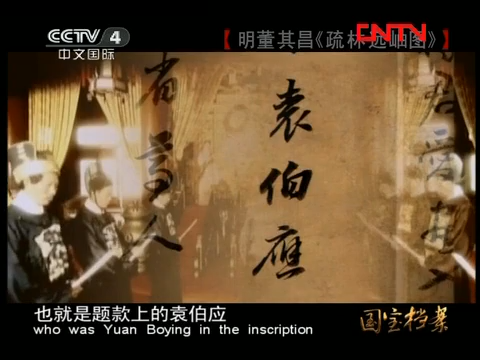 CCTV 4
中文国际
【明董其昌《疏林远岫图》】
CNTV
袁伯應
也就是题款上的袁伯应
who was Yuan Boying in the inscription
国宝档案